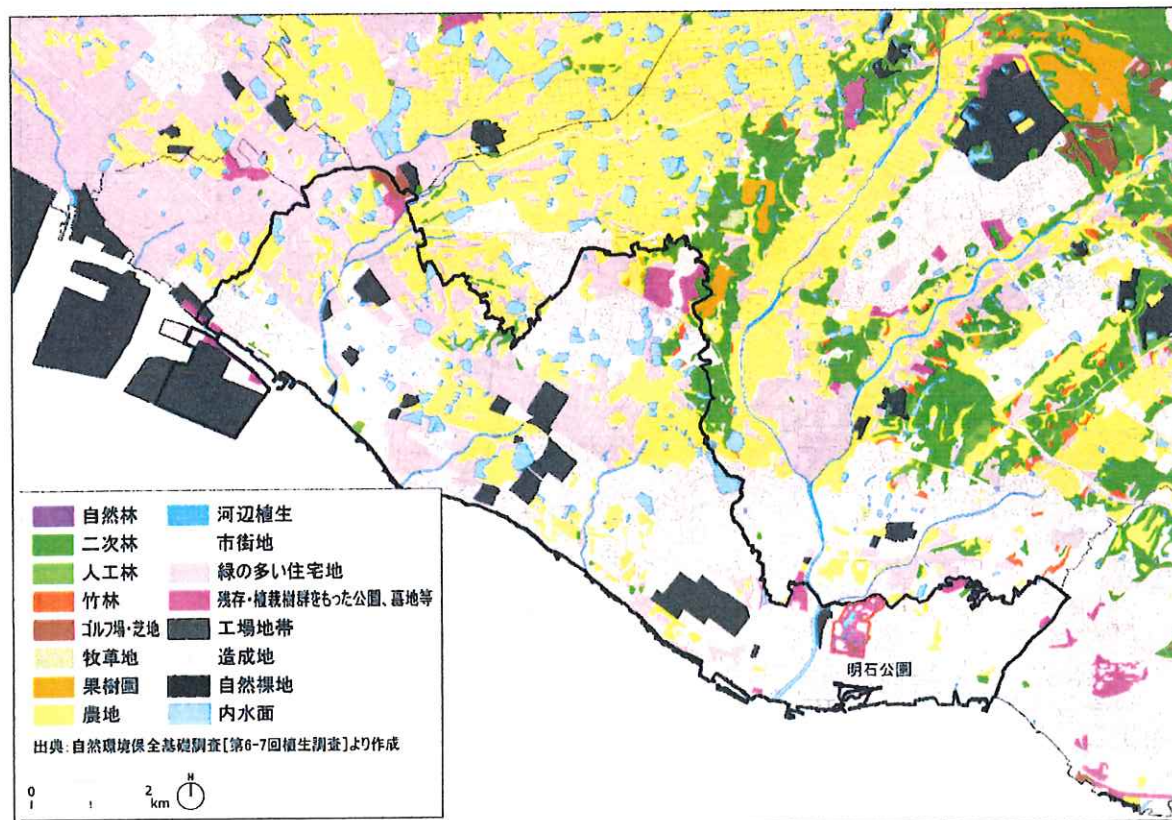 明石公園
自然林
二次林
人工林
竹林
ゴルフ場・芝地
牧草地
果樹園
農地
河辺植生
市街地
緑の多い住宅地
残存・植栽樹群をもった公園、墓地等
工場地帯
造成地
自然裸地
内水面
出典：自然環境保全基礎調査[第6-7回植生調査]より作成
0 2 km
N